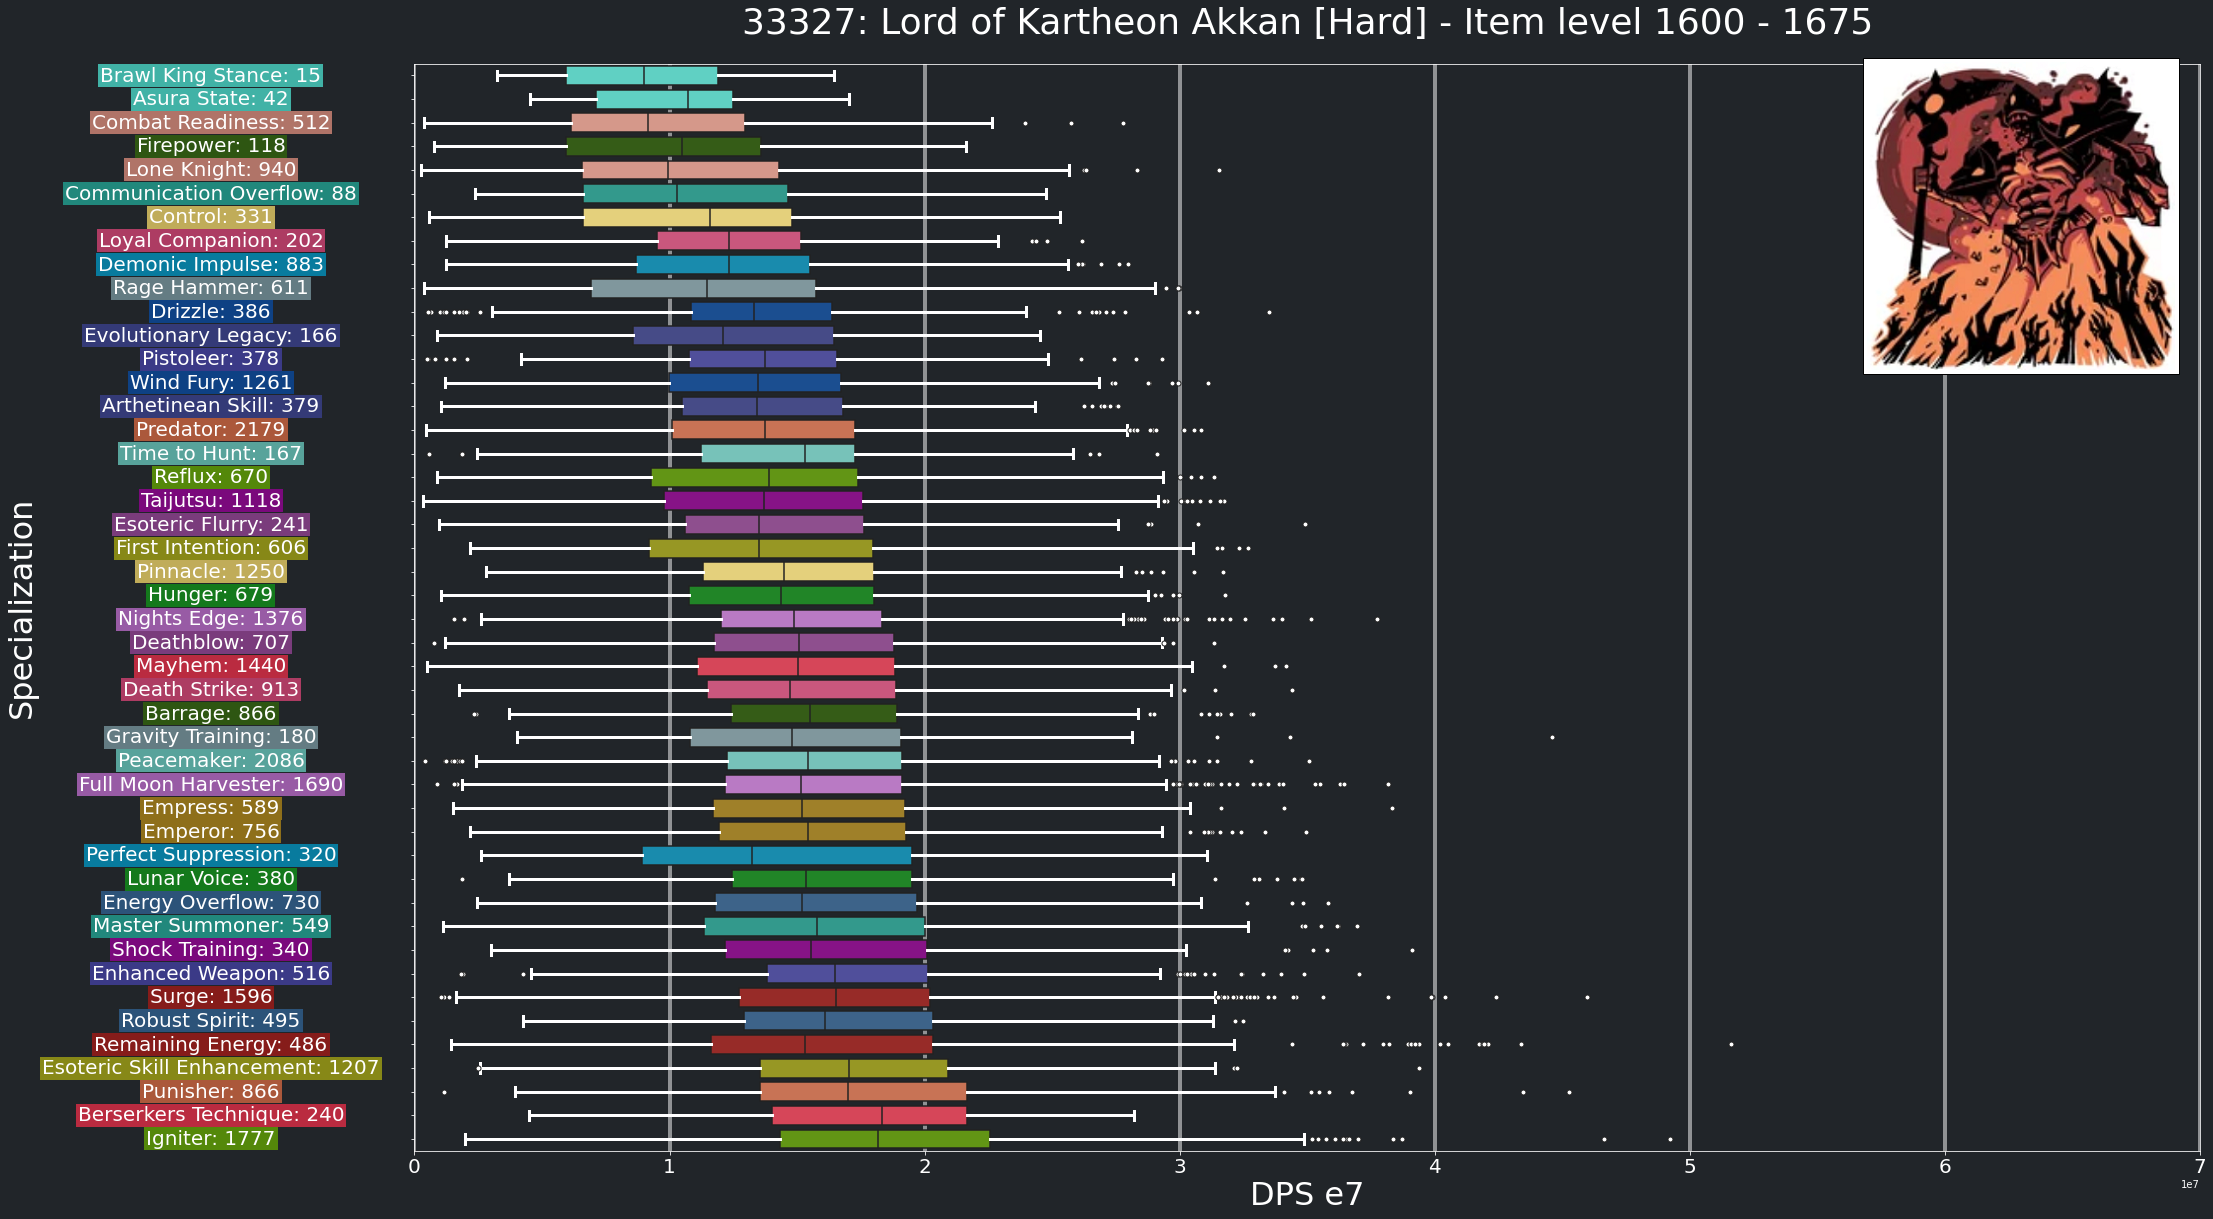 33327: Lord of Kartheon Akkan [Hard] - Item level 1600 - 1675
Specialization
Brawl King Stance: 15
Asura State: 42
Combat Readiness: 512
Firepower: 118
Lone Knight: 940
Communication Overflow: 88
Control: 331
Loyal Companion: 202
Demonic Impulse: 883
Rage Hammer: 611
Drizzle: 386
Evolutionary Legacy: 166
Pistoleer: 378
Wind Fury: 1261
Arthetinean Skill: 379
Predator: 2179
Time to Hunt: 167
Reflux: 670
Taijutsu: 1118
Esoteric Flurry: 241
First Intention: 606
Pinnacle: 1250
Hunger: 679
Nights Edge: 1376
Deathblow: 707
Mayhem: 1440
Death Strike: 913
Barrage: 866
Gravity Training: 180
Peacemaker: 2086
Full Moon Harvester: 1690
Empress: 589
Emperor: 756
Perfect Suppression: 320
Lunar Voice: 380
Energy Overflow: 730
Master Summoner: 549
Shock Training: 340
Enhanced Weapon: 516
Surge: 1596
Robust Spirit: 495
Remaining Energy: 486
Esoteric Skill Enhancement: 1207
Punisher: 866
Berserkers Technique: 240
Igniter: 1777
0 1 2 3 4 5 6 7
1e7
DPS e7